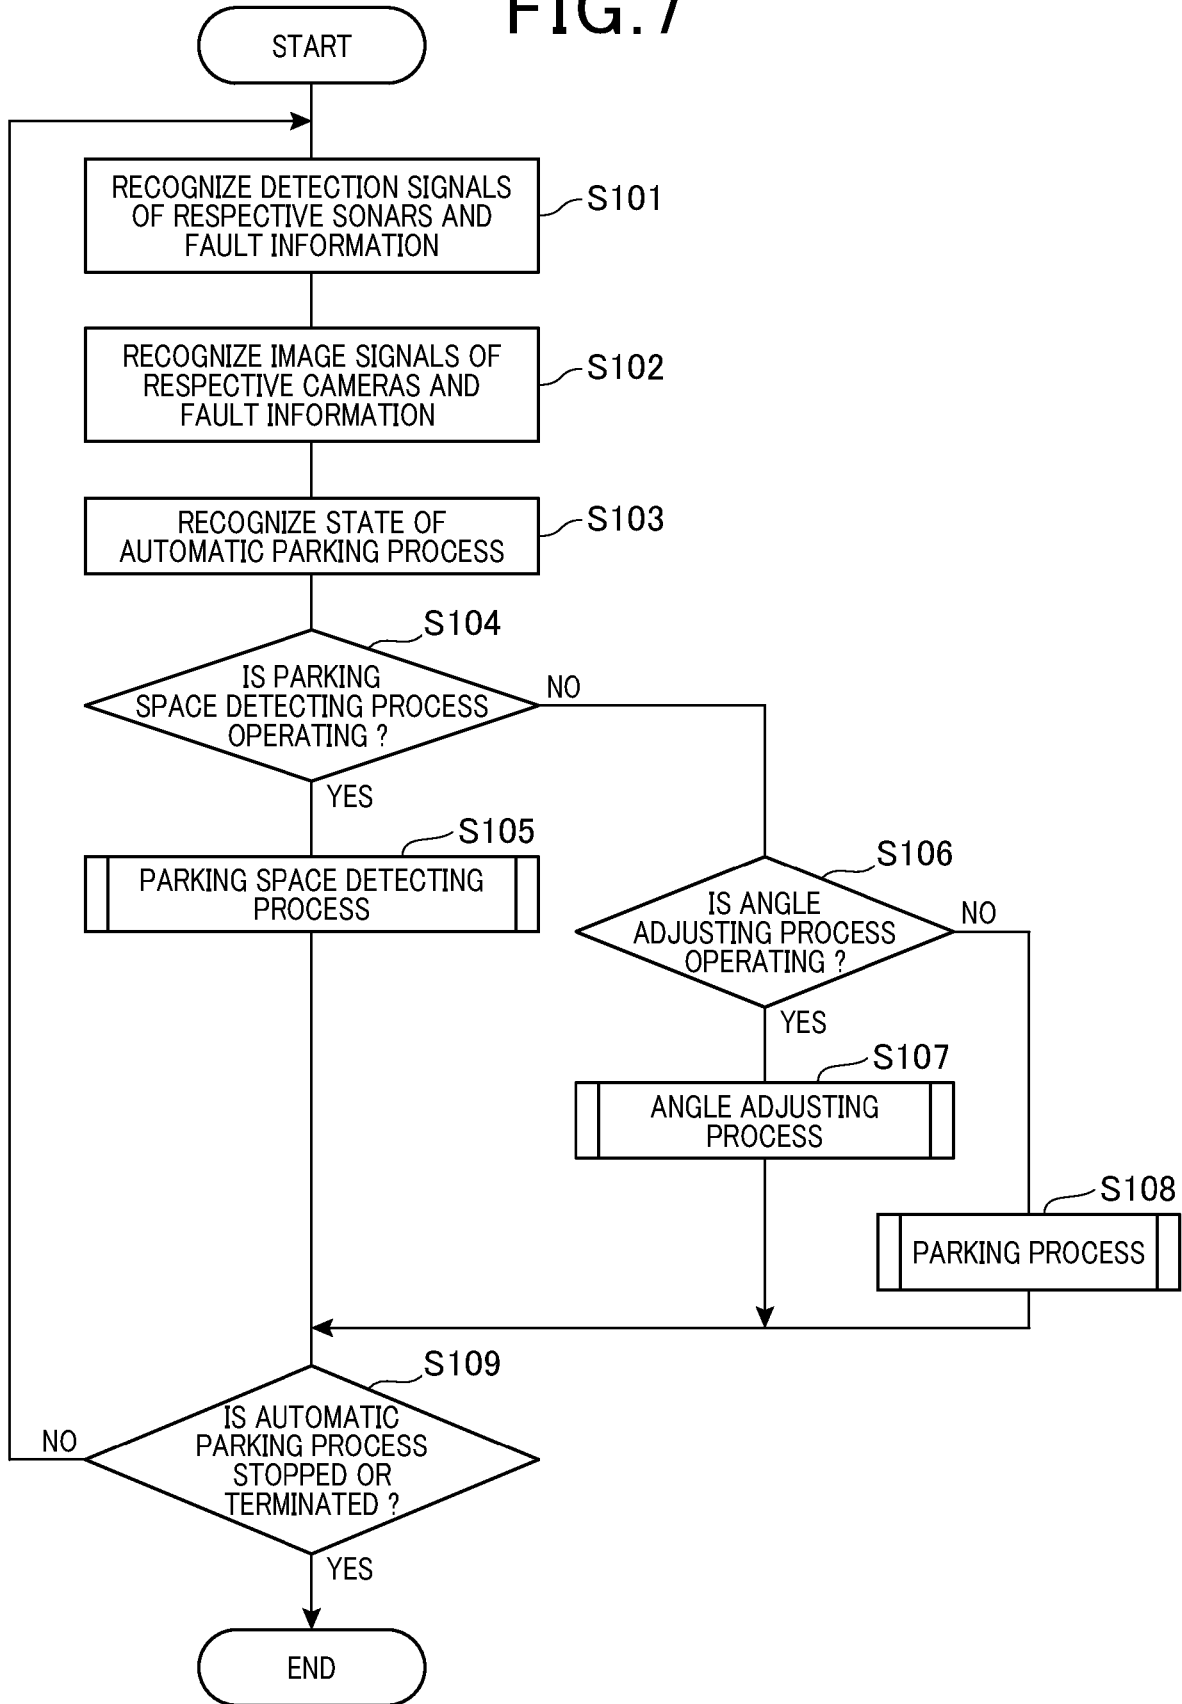 FIG. 7
START
RECOGNIZE DETECTION SIGNALS
OF RESPECTIVE SONARS AND
FAULT INFORMATION
S101
RECOGNIZE IMAGE SIGNALS OF
RESPECTIVE CAMERAS AND
FAULT INFORMATION
S102
RECOGNIZE STATE OF
AUTOMATIC PARKING PROCESS
S103
S104
IS PARKING
SPACE DETECTING PROCESS
OPERATING ?
NO
YES
S105
PARKING SPACE DETECTING
PROCESS
S106
IS ANGLE
ADJUSTING PROCESS
OPERATING ?
NO
YES
S107
ANGLE ADJUSTING
PROCESS
S108
PARKING PROCESS
S109
IS AUTOMATIC
PARKING PROCESS
STOPPED OR
TERMINATED ?
NO
YES
END